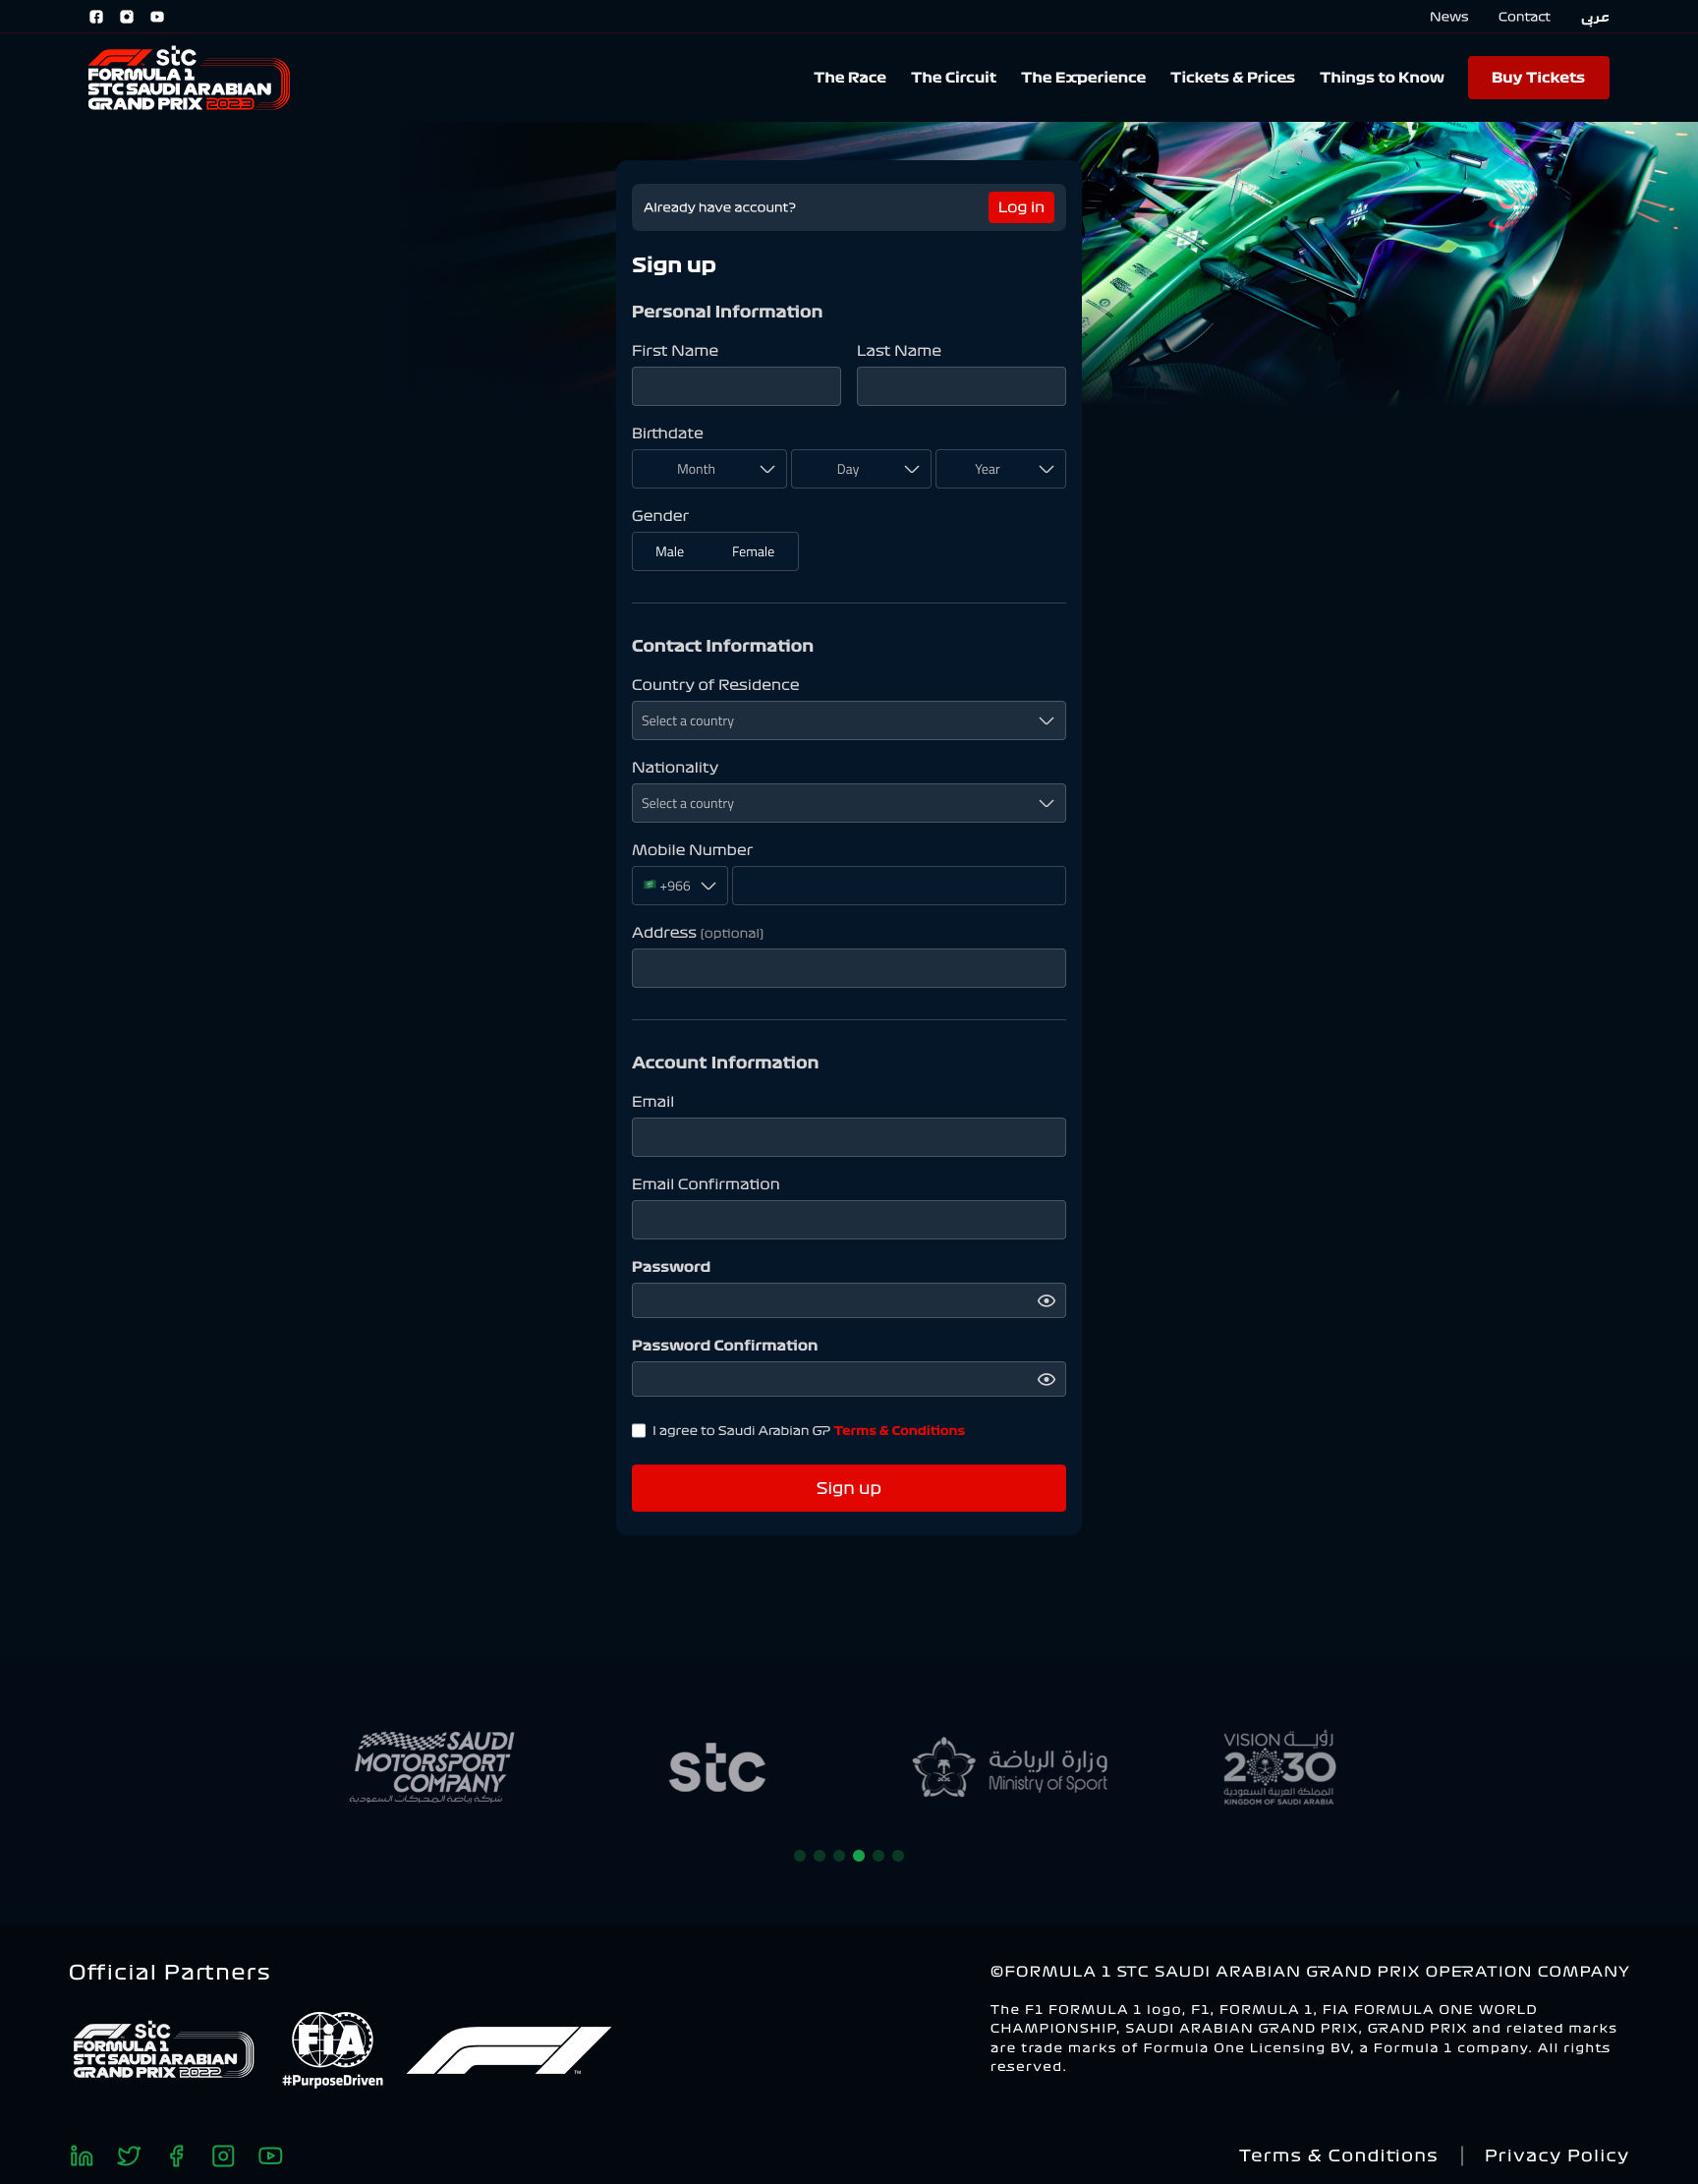 News
Contact
عربي
stc
FORMULA 1
STC SAUDI ARABIAN
GRAND PRIX 2023
The Race
The Circuit
The Experience
Tickets & Prices
Things to Know
Buy Tickets
Already have account?
Log in
Sign up
Personal Information
First Name
Last Name
Birthdate
Month
Day
Year
Gender
Male
Female
Contact Information
Country of Residence
Select a country
Nationality
Select a country
Mobile Number
+966
Address (optional)
Account Information
Email
Email Confirmation
Password
Password Confirmation
I agree to Saudi Arabian GP Terms & Conditions
Sign up
SAUDI
MOTORSPORT
COMPANY
شركة رياضة المحركات السعودية
stc
وزارة الرياضة
Ministry of Sport
VISION رؤيــة
2030
المملكة العربية السعودية
KINGDOM OF SAUDI ARABIA
Official Partners
stc
FORMULA 1
STC SAUDI ARABIAN
GRAND PRIX 2022
FiA
#PurposeDriven
F1
TM
©FORMULA 1 STC SAUDI ARABIAN GRAND PRIX OPERATION COMPANY
The F1 FORMULA 1 logo, F1, FORMULA 1, FIA FORMULA ONE WORLD
CHAMPIONSHIP, SAUDI ARABIAN GRAND PRIX, GRAND PRIX and related marks
are trade marks of Formula One Licensing BV, a Formula 1 company. All rights
reserved.
Terms & Conditions | Privacy Policy